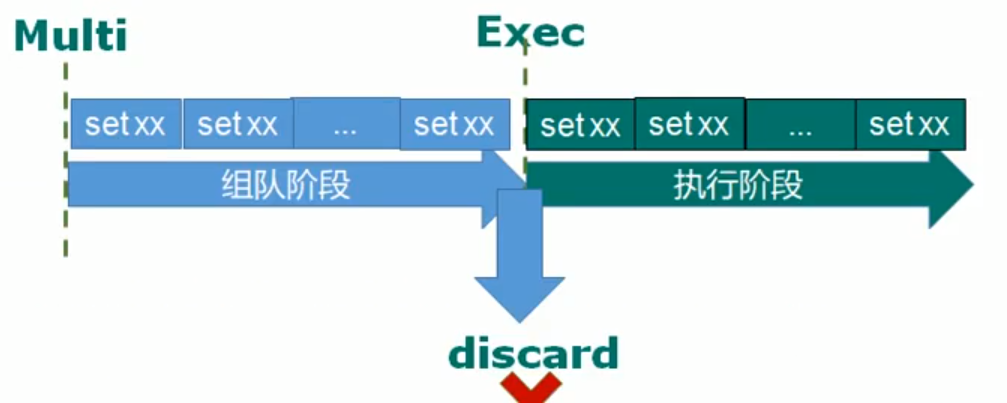 Multi Exec
set xx set xx ... set xx set xx set xx ... set xx
组队阶段 执行阶段
discard